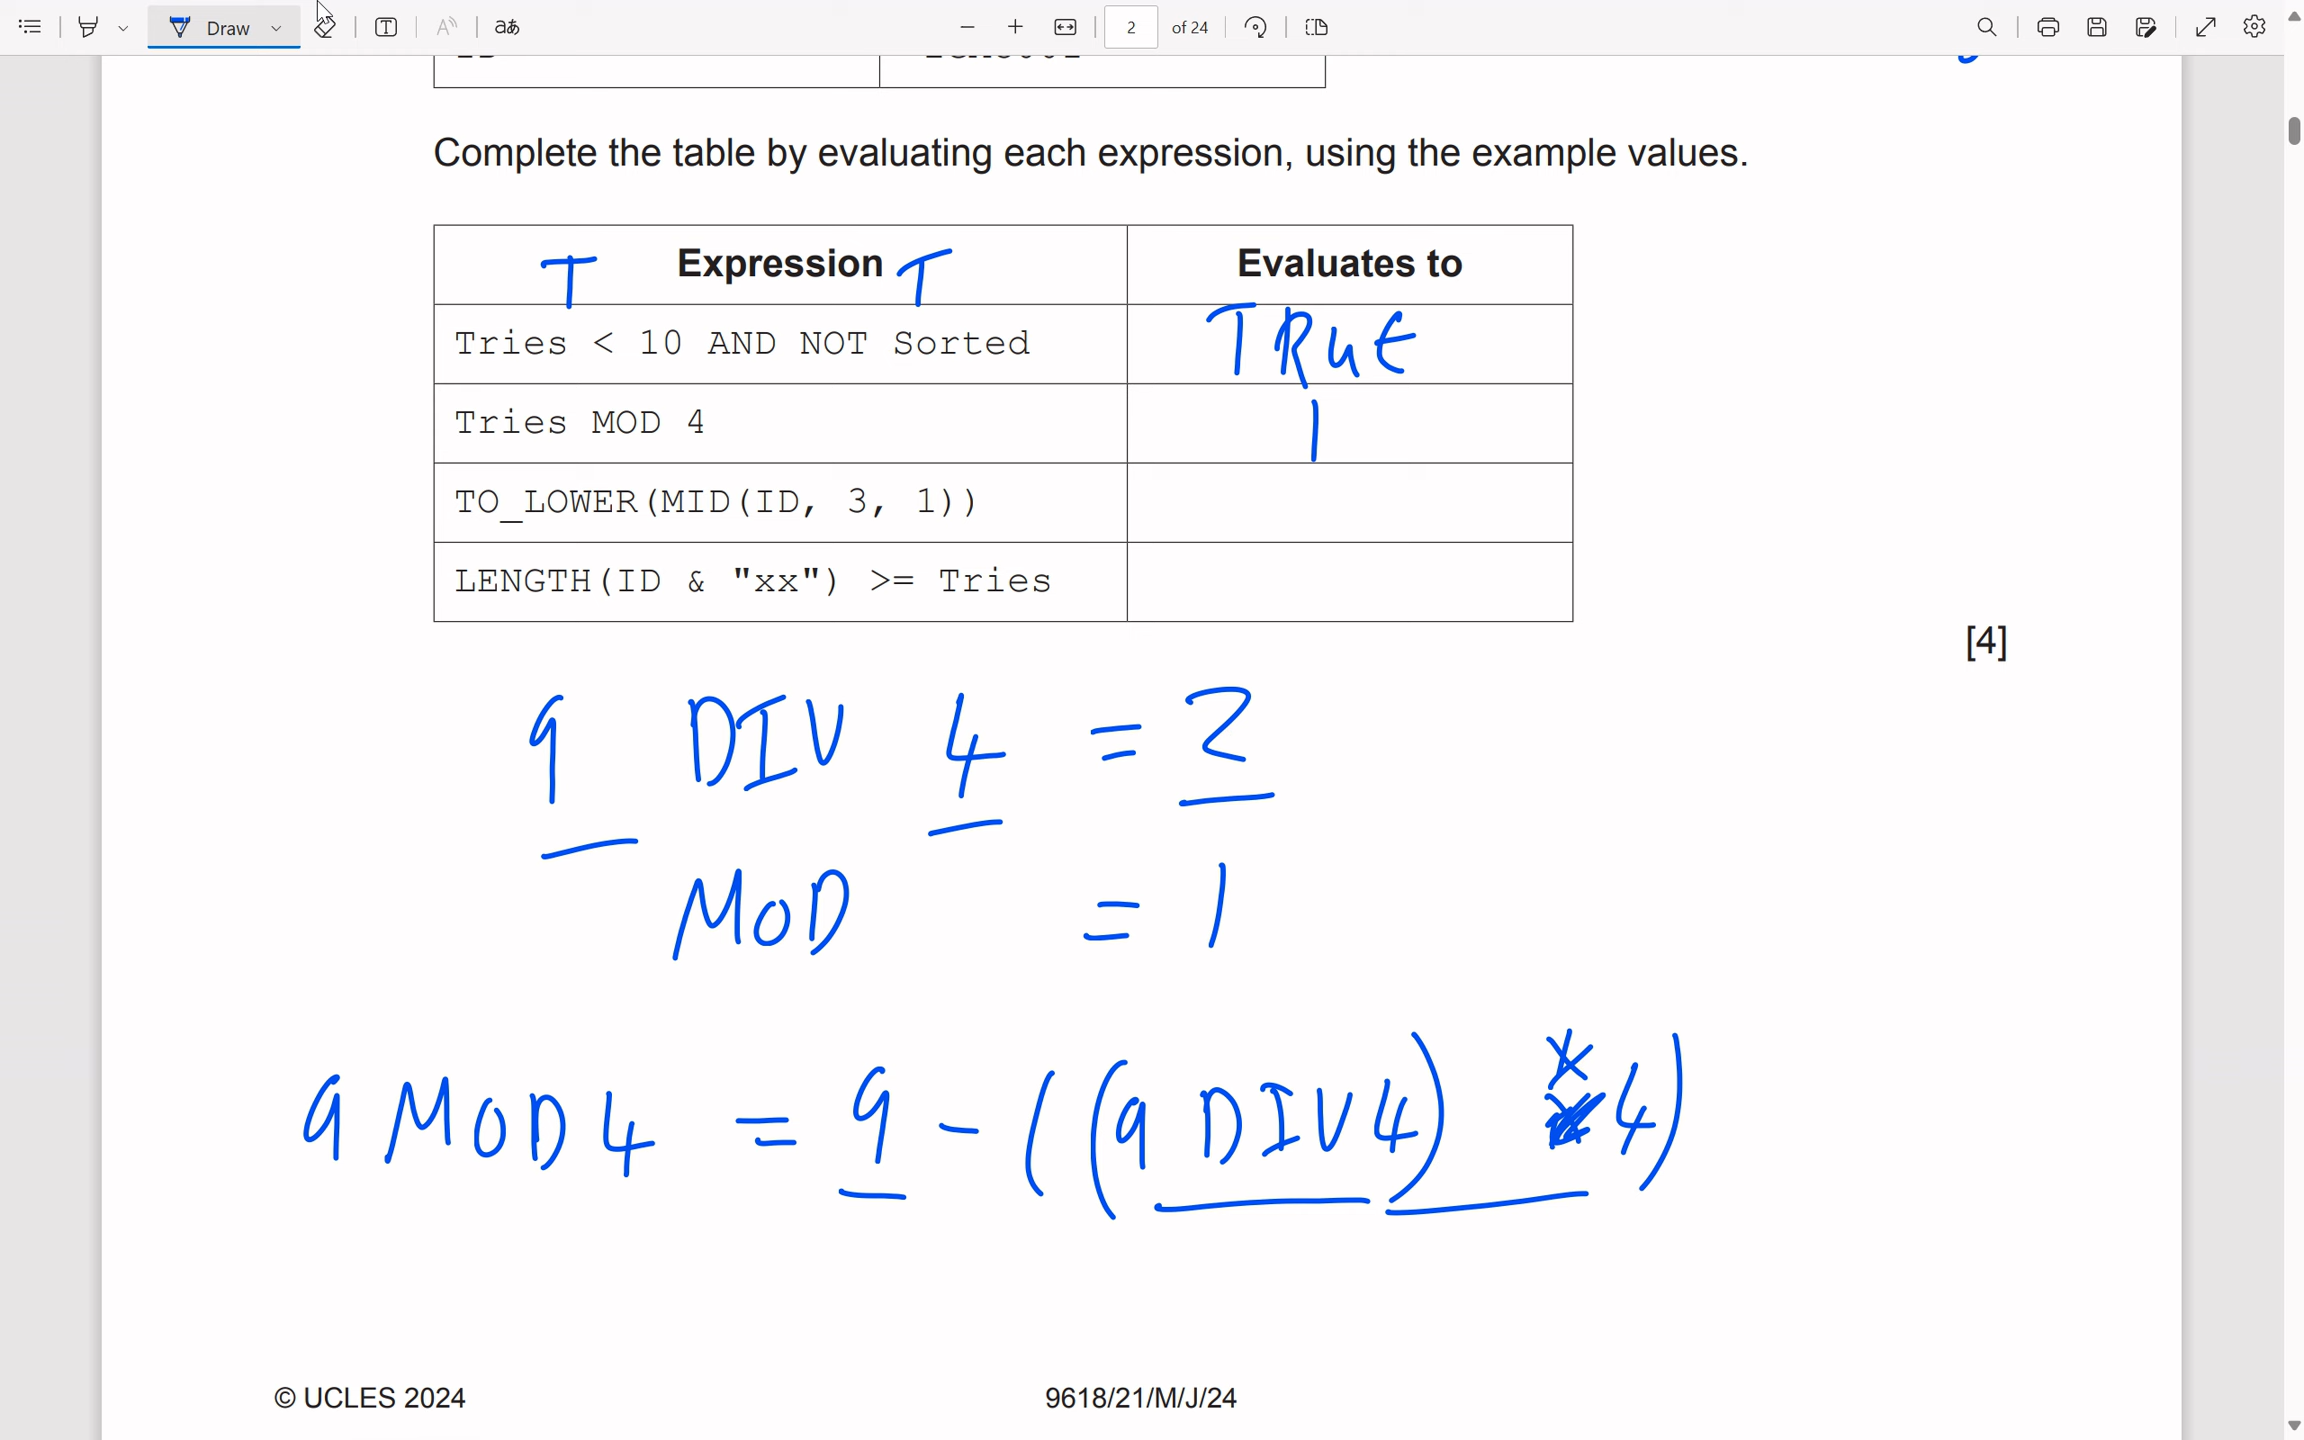 Draw
2 of 24
Complete the table by evaluating each expression, using the example values.
T Expression T Evaluates to
Tries < 10 AND NOT Sorted TRuE
Tries MOD 4 1
TO_LOWER(MID(ID, 3, 1))
LENGTH(ID & "xx") >= Tries
[4]
9 DIV 4 = 2
MOD = 1
9 MOD 4 = 9 - ((9 DIV 4) * 4)
© UCLES 2024 9618/21/M/J/24